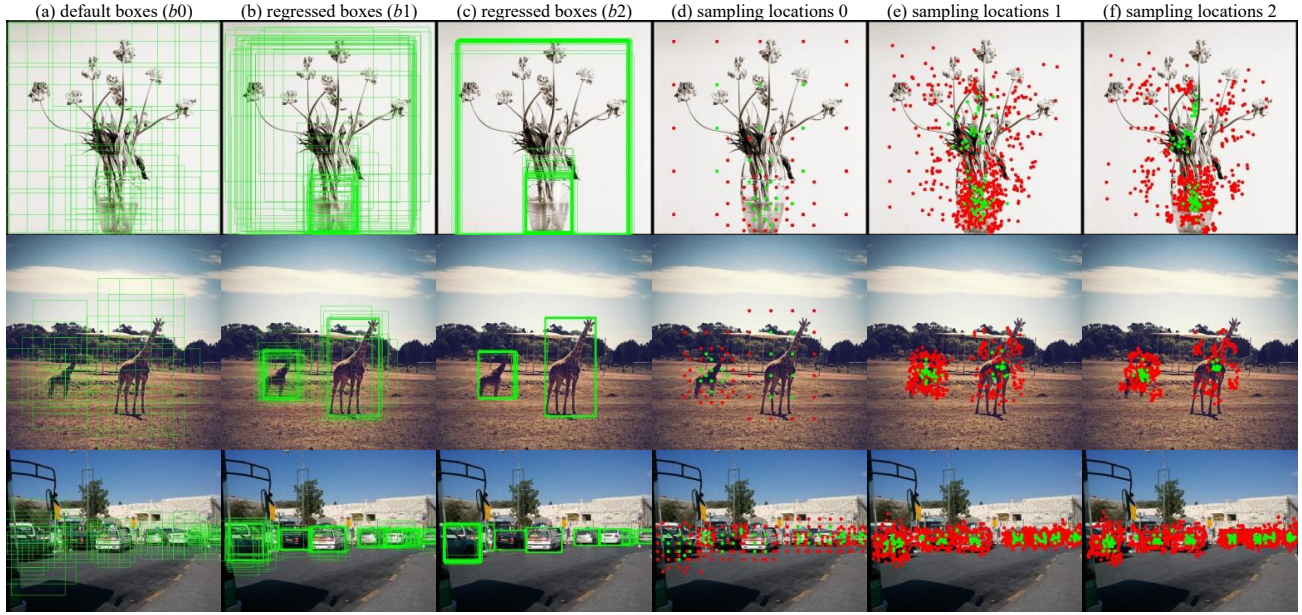 (a) default boxes (b0) (b) regressed boxes (b1) (c) regressed boxes (b2) (d) sampling locations 0 (e) sampling locations 1 (f) sampling locations 2